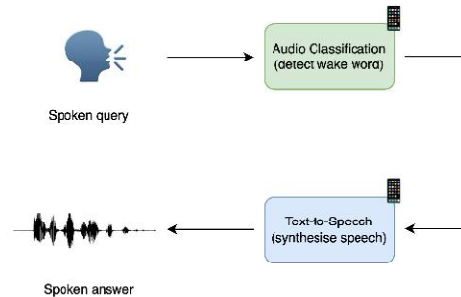 Audio Classification
(detect wake word)
Spoken query
Text-to-Speech
(synthesise speech)
Spoken answer